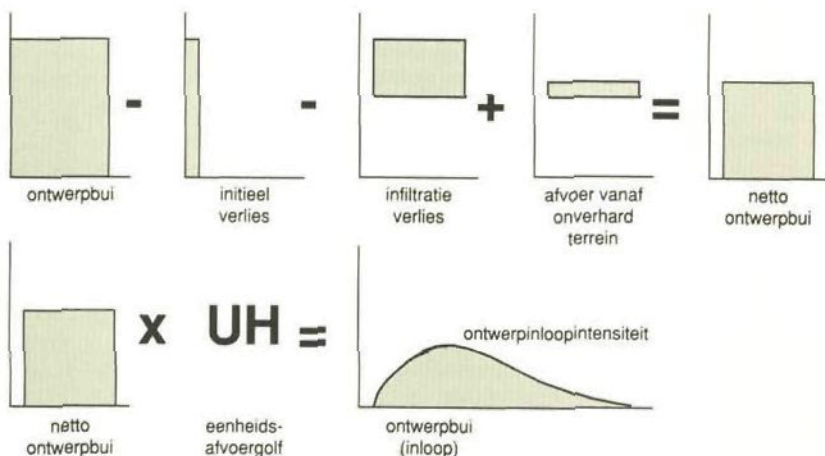 - - + =
ontwerpbui
initieel
verlies
infiltratie
verlies
afvoer vanaf
onverhard
terrein
netto
ontwerpbui
x UH =
ontwerpinloopintensiteit
netto
ontwerpbui
eenheids-
afvoergolf
ontwerpbui
(inloop)